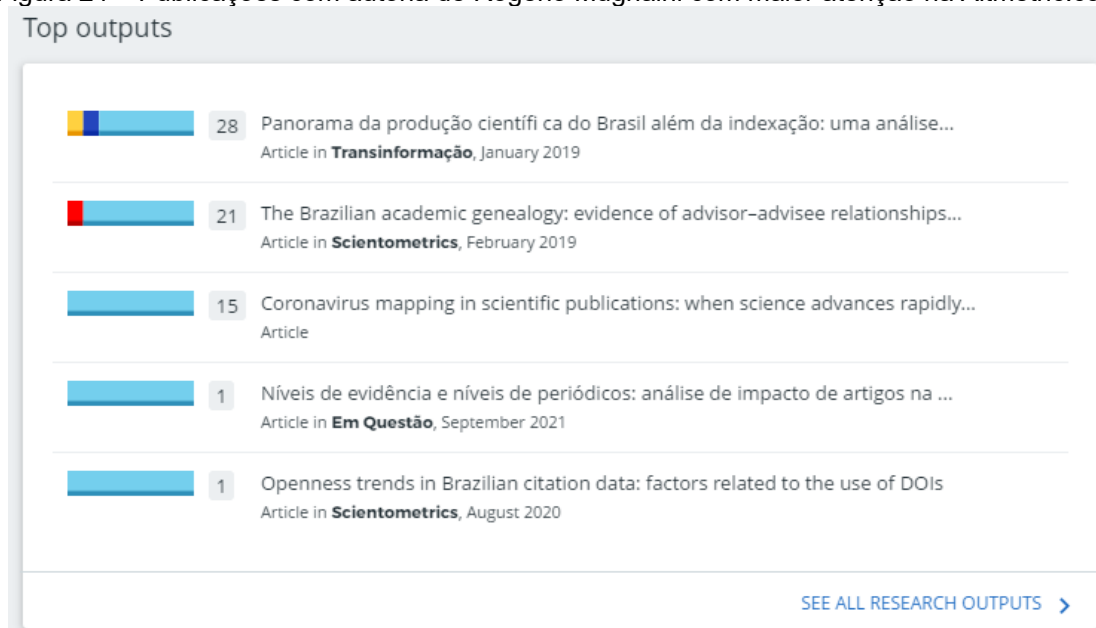 Top outputs
28 Panorama da produção científi ca do Brasil além da indexação: uma análise...
Article in Transinformação, January 2019
21 The Brazilian academic genealogy: evidence of advisor–advisee relationships...
Article in Scientometrics, February 2019
15 Coronavirus mapping in scientific publications: when science advances rapidly...
Article
1 Níveis de evidência e níveis de periódicos: análise de impacto de artigos na ...
Article in Em Questão, September 2021
1 Openness trends in Brazilian citation data: factors related to the use of DOIs
Article in Scientometrics, August 2020
SEE ALL RESEARCH OUTPUTS